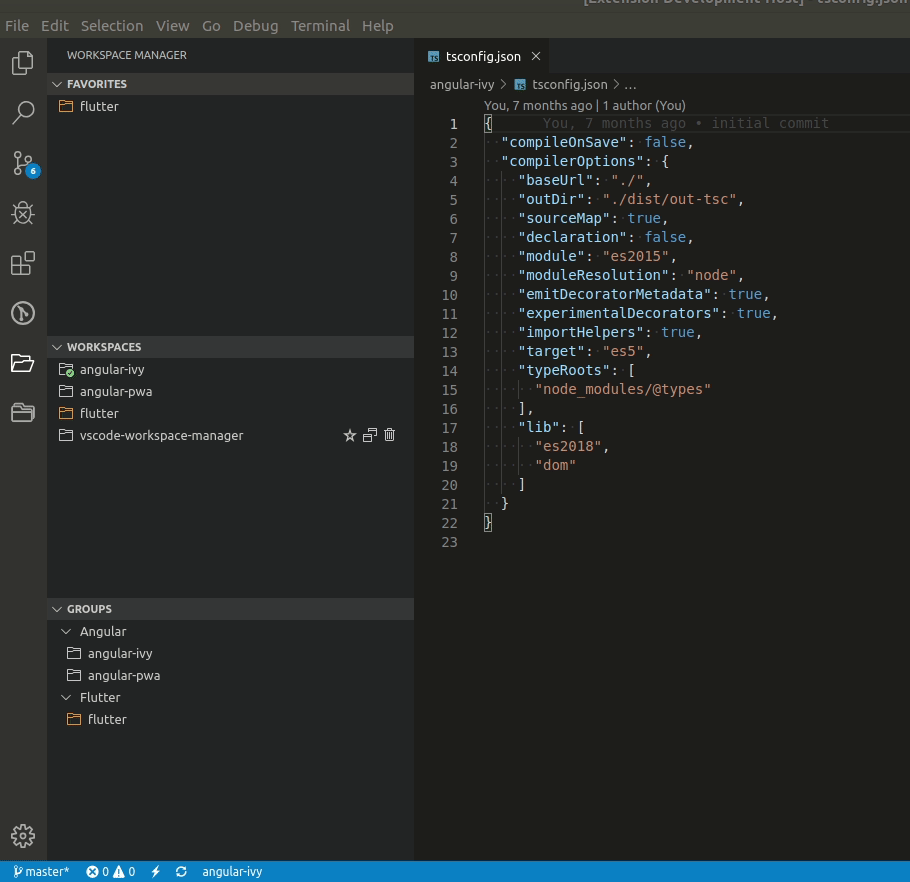 [Extension Development Host] - tsconfig.json
File Edit Selection View Go Debug Terminal Help
WORKSPACE MANAGER
FAVORITES
flutter
6
WORKSPACES
angular-ivy
angular-pwa
flutter
vscode-workspace-manager
GROUPS
Angular
angular-ivy
angular-pwa
Flutter
flutter
TS tsconfig.json ×
angular-ivy > TS tsconfig.json > ...
You, 7 months ago | 1 author (You)
1 { You, 7 months ago • initial commit
2 "compileOnSave": false,
3 "compilerOptions": {
4 "baseUrl": "./",
5 "outDir": "./dist/out-tsc",
6 "sourceMap": true,
7 "declaration": false,
8 "module": "es2015",
9 "moduleResolution": "node",
10 "emitDecoratorMetadata": true,
11 "experimentalDecorators": true,
12 "importHelpers": true,
13 "target": "es5",
14 "typeRoots": [
15 "node_modules/@types"
16 ],
17 "lib": [
18 "es2018",
19 "dom"
20 ]
21 }
22 }
23
master* 0 0 angular-ivy